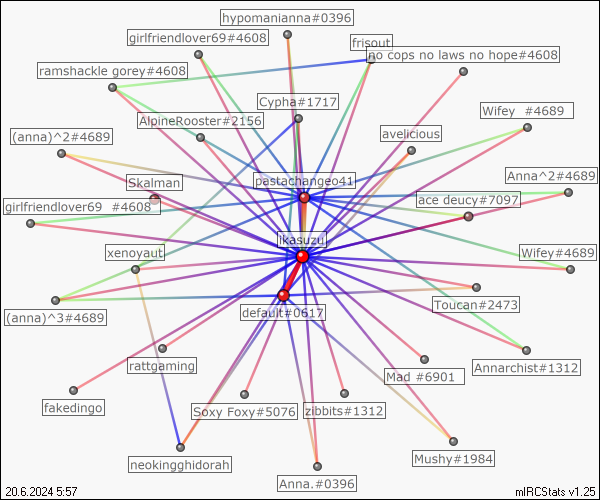 hypomanianna#0396
girlfriendlover69#4608
frisout
no cops no laws no hope#4608
ramshackle gorey#4608
Cypha#1717
Wifey #4689
AlpineRooster#2156
(anna)^2#4689
avelicious
pastachangeo41
Anna^2#4689
Skalman
ace deucy#7097
girlfriendlover69 #4608
ikasuzu
xenoyaut
Wifey#4689
Toucan#2473
default#0617
(anna)^3#4689
rattgaming
Annarchist#1312
Mad #6901
fakedingo
Soxy Foxy#5076
zibbits#1312
neokingghidorah
Mushy#1984
Anna.#0396
20.6.2024 5:57
mIRCStats v1.25